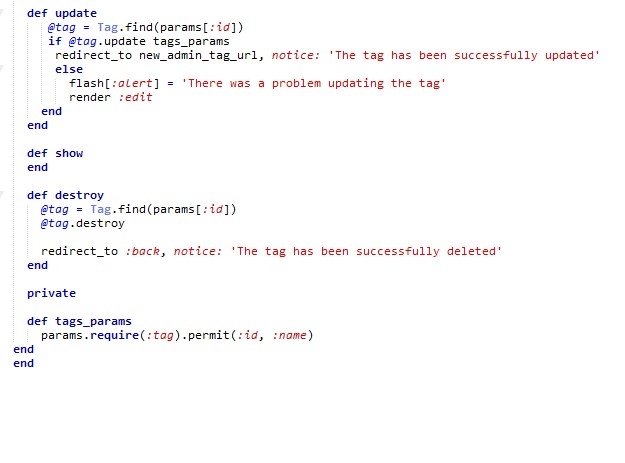 def update
@tag = Tag.find(params[:id])
if @tag.update tags_params
redirect_to new_admin_tag_url, notice: 'The tag has been successfully updated'
else
flash[:alert] = 'There was a problem updating the tag'
render :edit
end
end
def show
end
def destroy
@tag = Tag.find(params[:id])
@tag.destroy
redirect_to :back, notice: 'The tag has been successfully deleted'
end
private
def tags_params
params.require(:tag).permit(:id, :name)
end
end